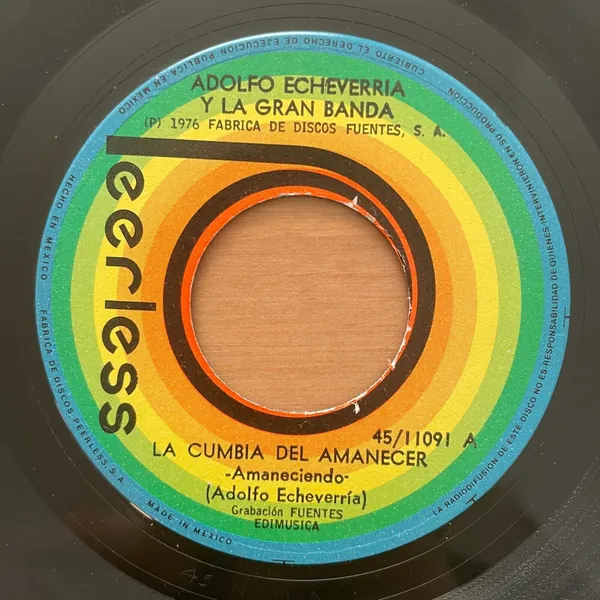 ADOLFO ECHEVERRIA
Y LA GRAN BANDA
(P) 1976 FABRICA DE DISCOS FUENTES, S. A.
Peerless
45/11091 A
LA CUMBIA DEL AMANECER
-Amaneciendo-
(Adolfo Echeverría)
Grabación FUENTES
EDIMUSICA
CUBIERTO EL DERECHO DE EJECUCION PUBLICA EN MEXICO
HECHO EN MEXICO
FABRICA DE DISCOS PEERLESS, S.A.
MADE IN MEXICO
LA RADIODIFUSION DE ESTE DISCO NO ES RESPONSABILIDAD DE QUIENES INTERVINIERON EN SU PRODUCCION
45